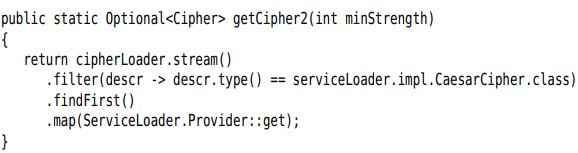 public static Optional<Cipher> getCipher2(int minStrength)
{
   return cipherLoader.stream()
      .filter(descr -> descr.type() == serviceLoader.impl.CaesarCipher.class)
      .findFirst()
      .map(ServiceLoader.Provider::get);
}